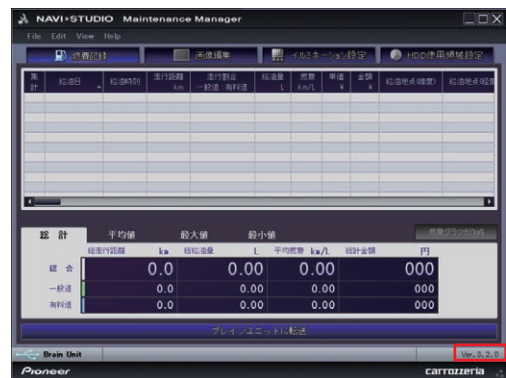 NAVI*STUDIO Maintenance Manager
File Edit View Help
燃費記録 画像編集 イルミネーション設定 HDD使用領域設定
集計 給油日 給油時刻 走行距離 km 走行割合 一般道 有料道 給油量 L 燃費 km/L 単価 ¥ 金額 ¥ 給油地点(緯度) 給油地点(経度
総計 平均値 最大値 最小値 燃費グラフ作成
総走行距離 km 総給油量 L 平均燃費 km/L 総計金額 円
総合 0.0 0.00 0.00 000
一般道 0.0 0.00 0.00 000
有料道 0.0 0.00 0.00 000
ブレインユニットに転送
Brain Unit Ver.3.2.0
Pioneer carrozzeria